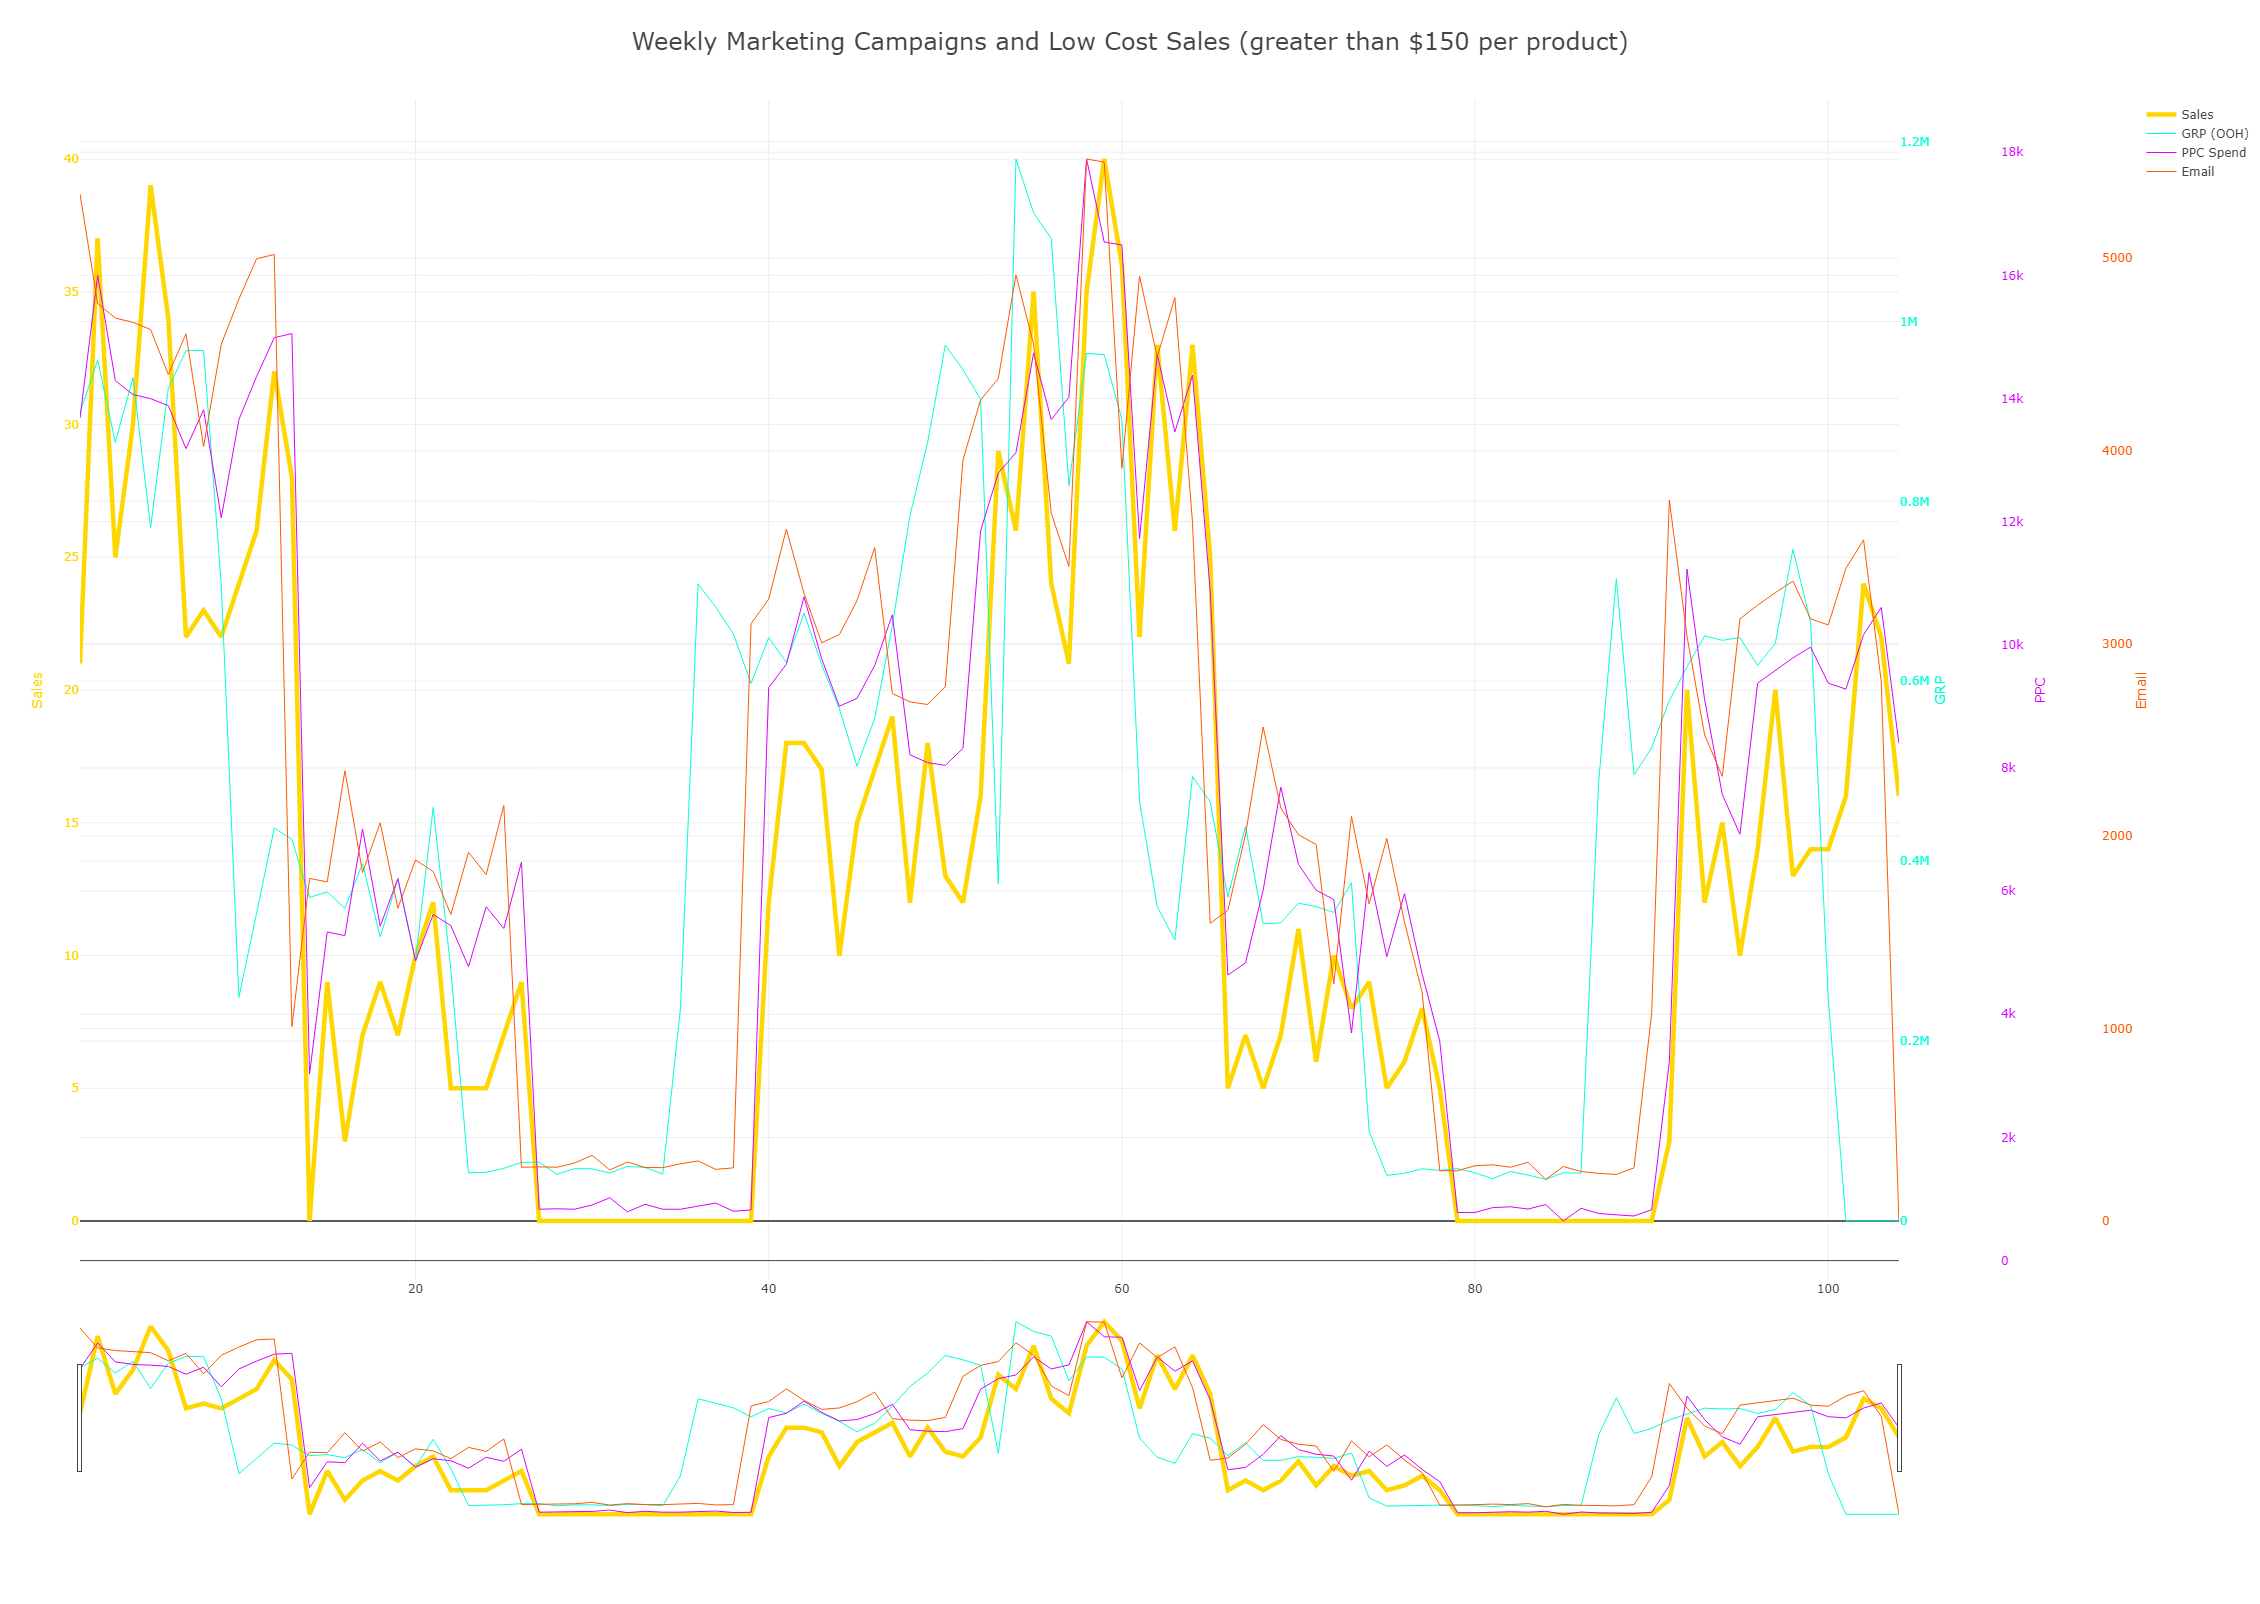 Weekly Marketing Campaigns and Low Cost Sales (greater than $150 per product)
Sales
GRP (OOH)
PPC Spend
Email
40
35
30
25
20
15
10
5
0
Sales
1.2M
1M
0.8M
0.6M
0.4M
0.2M
0
GRP
18k
16k
14k
12k
10k
8k
6k
4k
2k
0
PPC
5000
4000
3000
2000
1000
0
Email
20
40
60
80
100